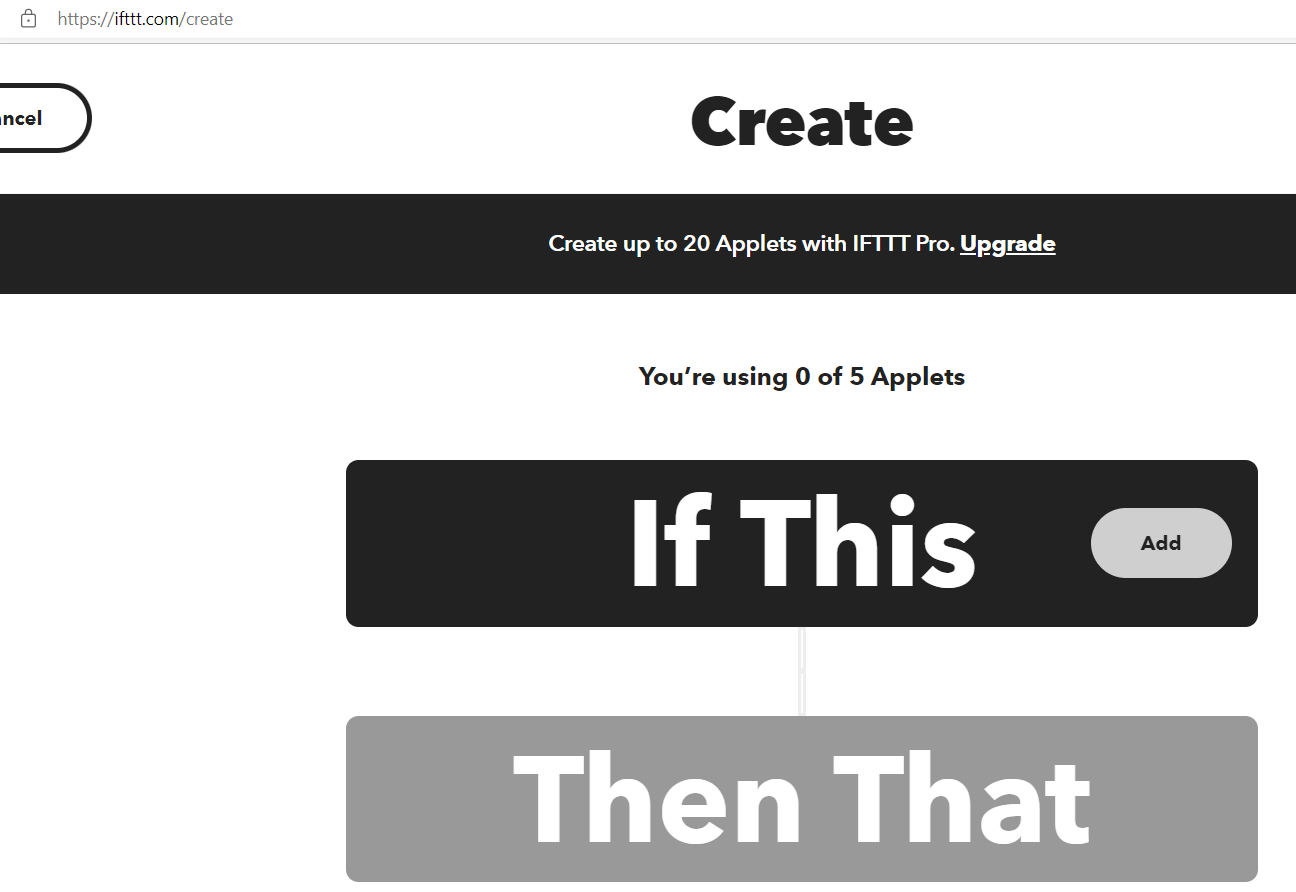 https://ifttt.com/create
ancel
Create
Create up to 20 Applets with IFTTT Pro. Upgrade
You’re using 0 of 5 Applets
If This
Add
Then That